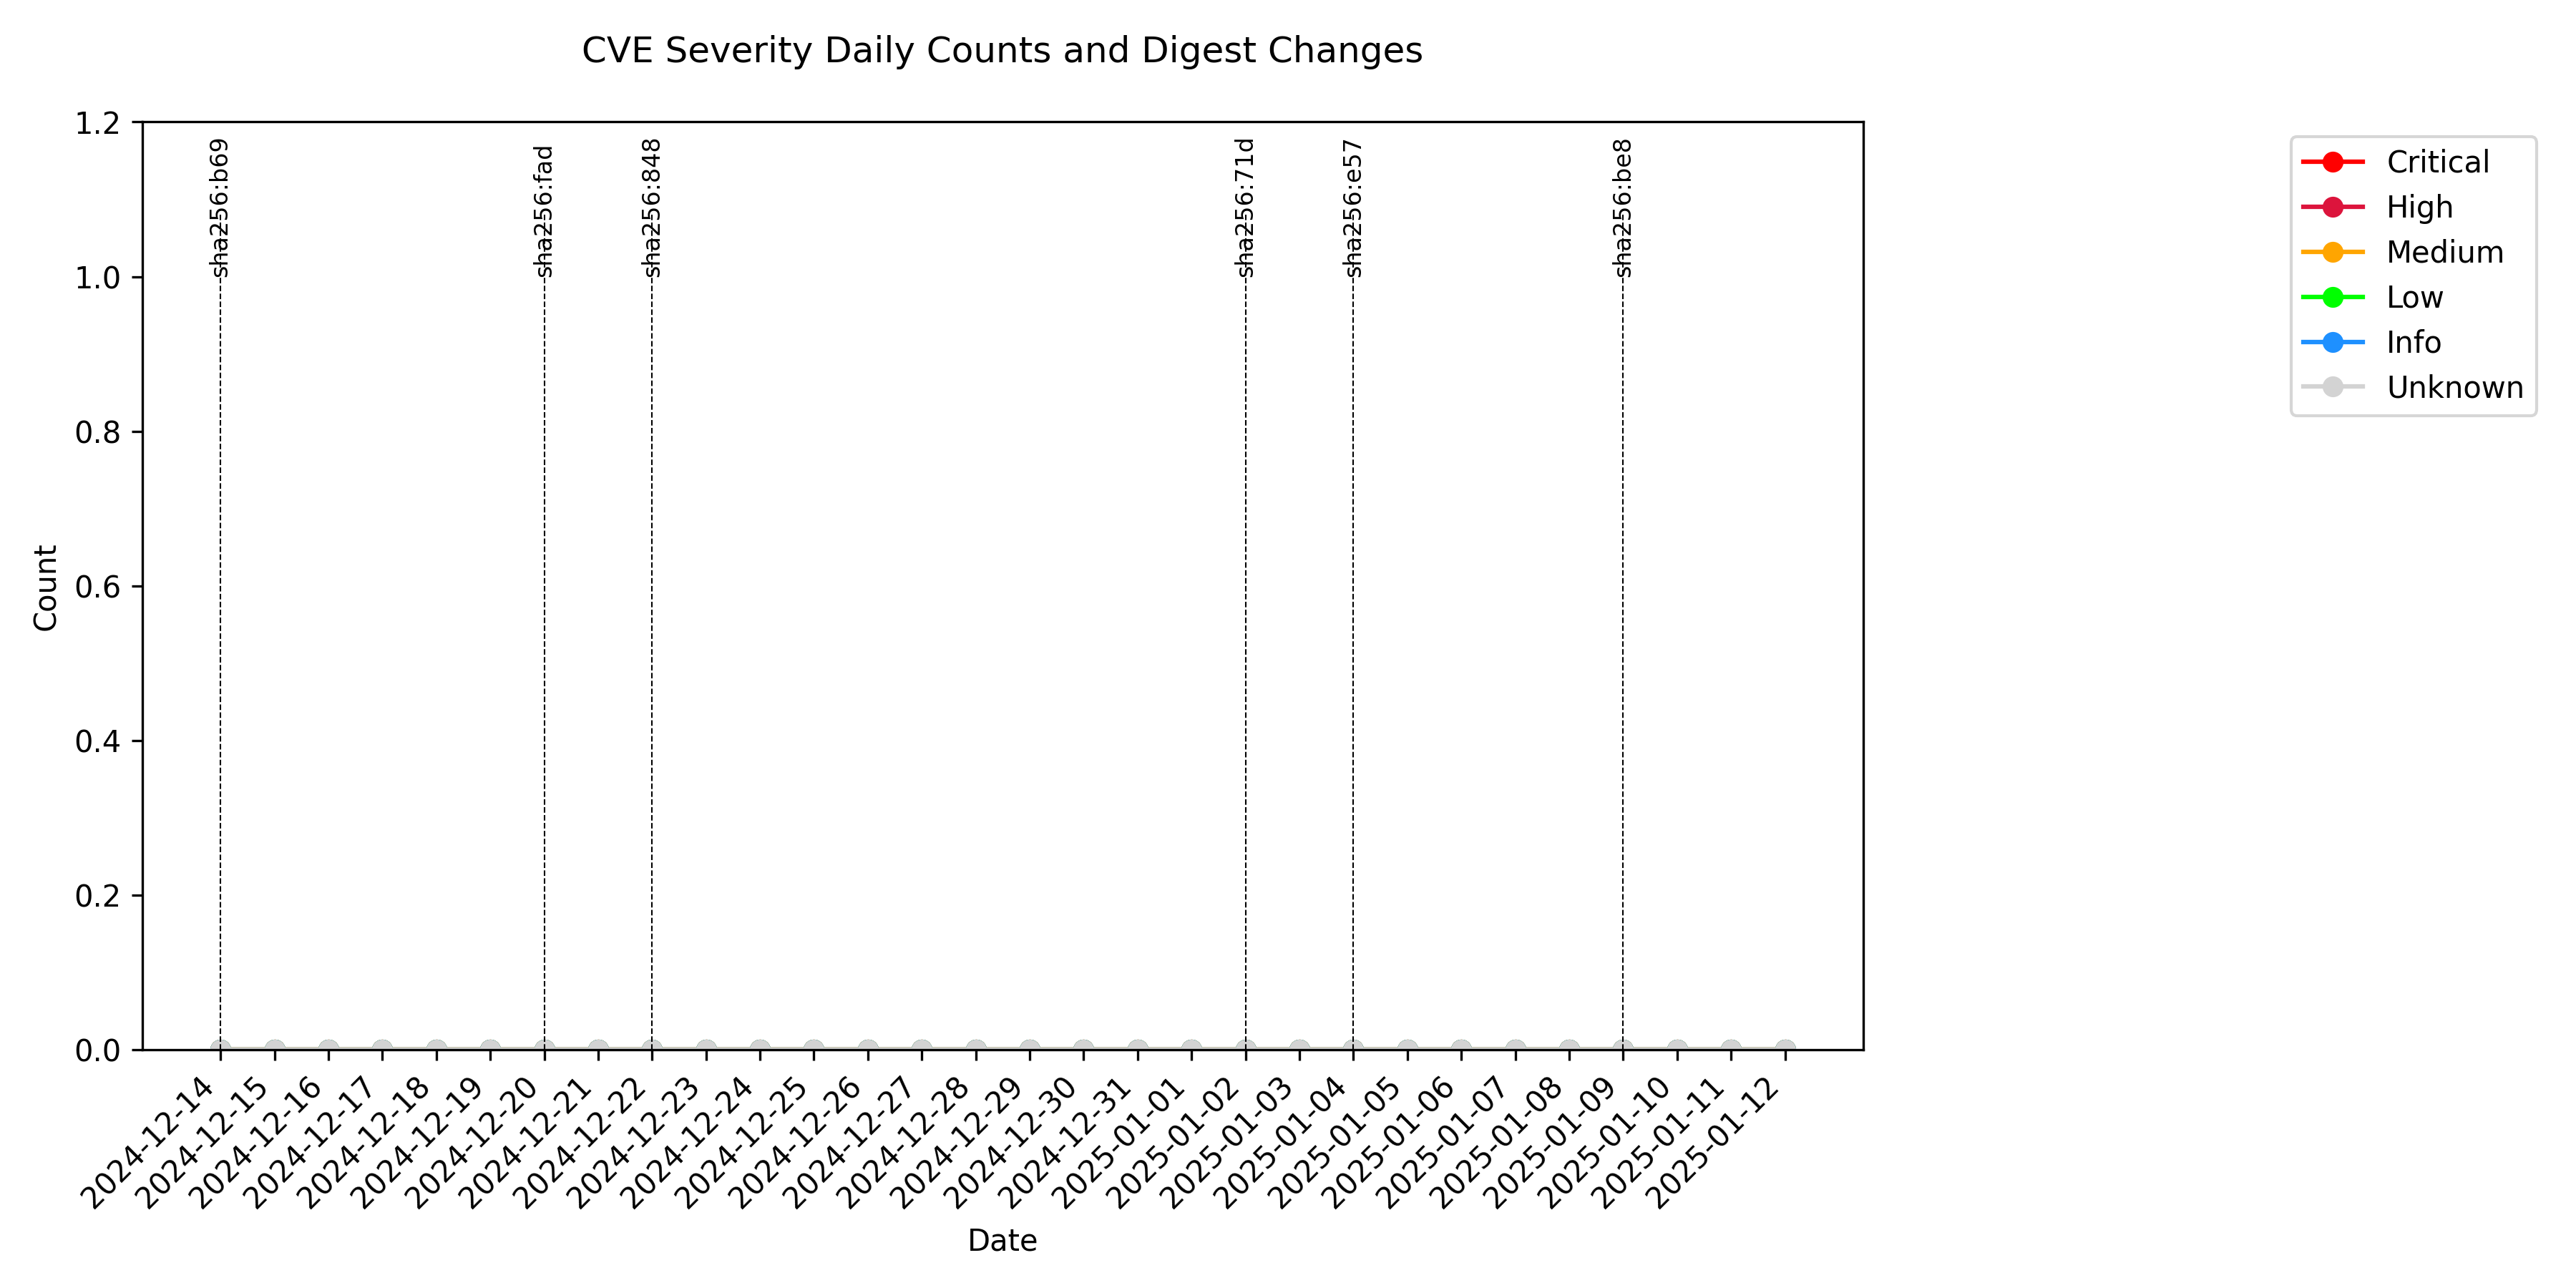 CVE Severity Daily Counts and Digest Changes
1.2
1.0
0.8
0.6
0.4
0.2
0.0
Count
sha256:b69
sha256:fad
sha256:848
sha256:71d
sha256:e57
sha256:be8
Critical
High
Medium
Low
Info
Unknown
2024-12-14
2024-12-15
2024-12-16
2024-12-17
2024-12-18
2024-12-19
2024-12-20
2024-12-21
2024-12-22
2024-12-23
2024-12-24
2024-12-25
2024-12-26
2024-12-27
2024-12-28
2024-12-29
2024-12-30
2024-12-31
2025-01-01
2025-01-02
2025-01-03
2025-01-04
2025-01-05
2025-01-06
2025-01-07
2025-01-08
2025-01-09
2025-01-10
2025-01-11
2025-01-12
Date